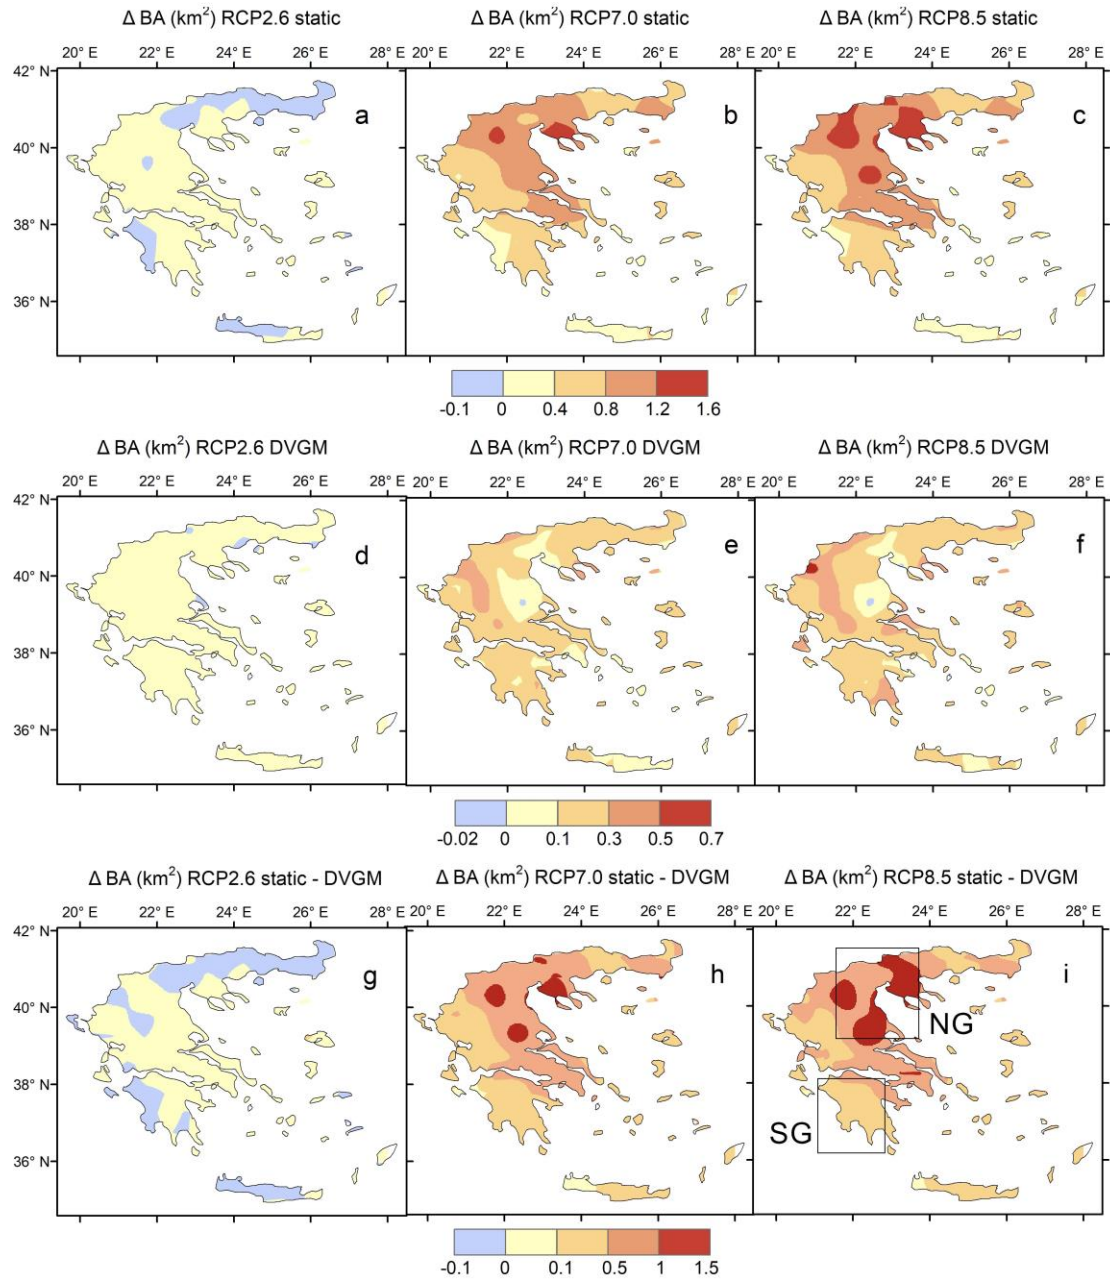 Δ BA (km²) RCP2.6 static Δ BA (km²) RCP7.0 static Δ BA (km²) RCP8.5 static
20° E 22 E 24 E 26 E 28 E 20° E 22 E 24 E 26 E 28 E 20° E 22 E 24 E 26 E 28 E
42° N
a b c
40° N
38° N
36° N
-0.1 0 0.4 0.8 1.2 1.6
Δ BA (km²) RCP2.6 DVGM Δ BA (km²) RCP7.0 DVGM Δ BA (km²) RCP8.5 DVGM
20° E 22 E 24 E 26 E 28 E 20° E 22 E 24 E 26 E 28 E 20° E 22 E 24 E 26 E 28 E
42° N
d e f
40° N
38° N
36° N
-0.02 0 0.1 0.3 0.5 0.7
Δ BA (km²) RCP2.6 static - DVGM Δ BA (km²) RCP7.0 static - DVGM Δ BA (km²) RCP8.5 static - DVGM
20° E 22 E 24 E 26 E 28 E 20° E 22 E 24 E 26 E 28 E 20° E 22 E 24 E 26 E 28 E
42° N
g h i
40° N
NG
38° N
SG
36° N
-0.1 0 0.1 0.5 1 1.5